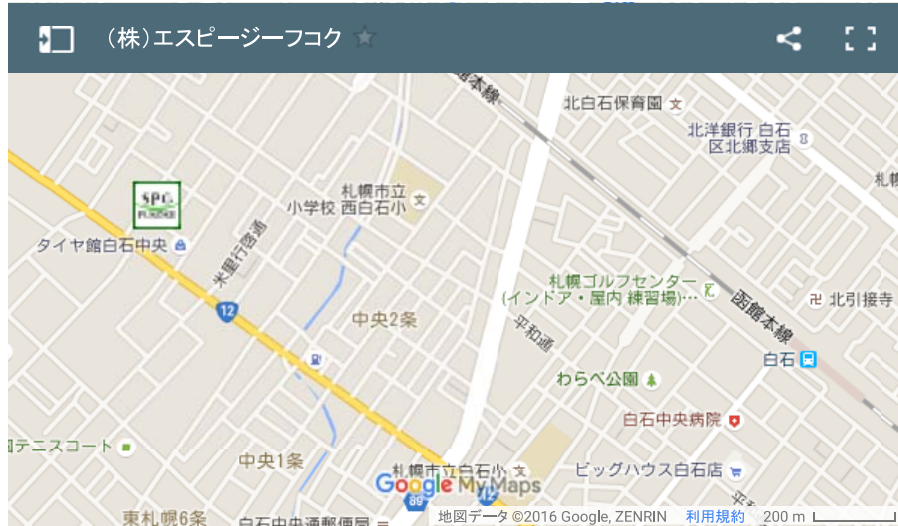 (株)エスピージーフコク
館本線
北白石保育園
北洋銀行 白石
区北郷支店
札幌
SPG
FUKOKU
札幌市立
小学校 西白石小
タイヤ館白石中央
米里行啓通
札幌ゴルフセンター
(インドア・屋内 練習場)…
北引接寺
函館本線
12
中央2条
平和通
白石
わらべ公園
白石中央病院
園テニスコート
中央1条
札幌市立白石小
ビッグハウス白石店
Google My Maps
89
12
平
東札幌6条
白石中央通郵便局
地図データ ©2016 Google, ZENRIN
利用規約
200 m